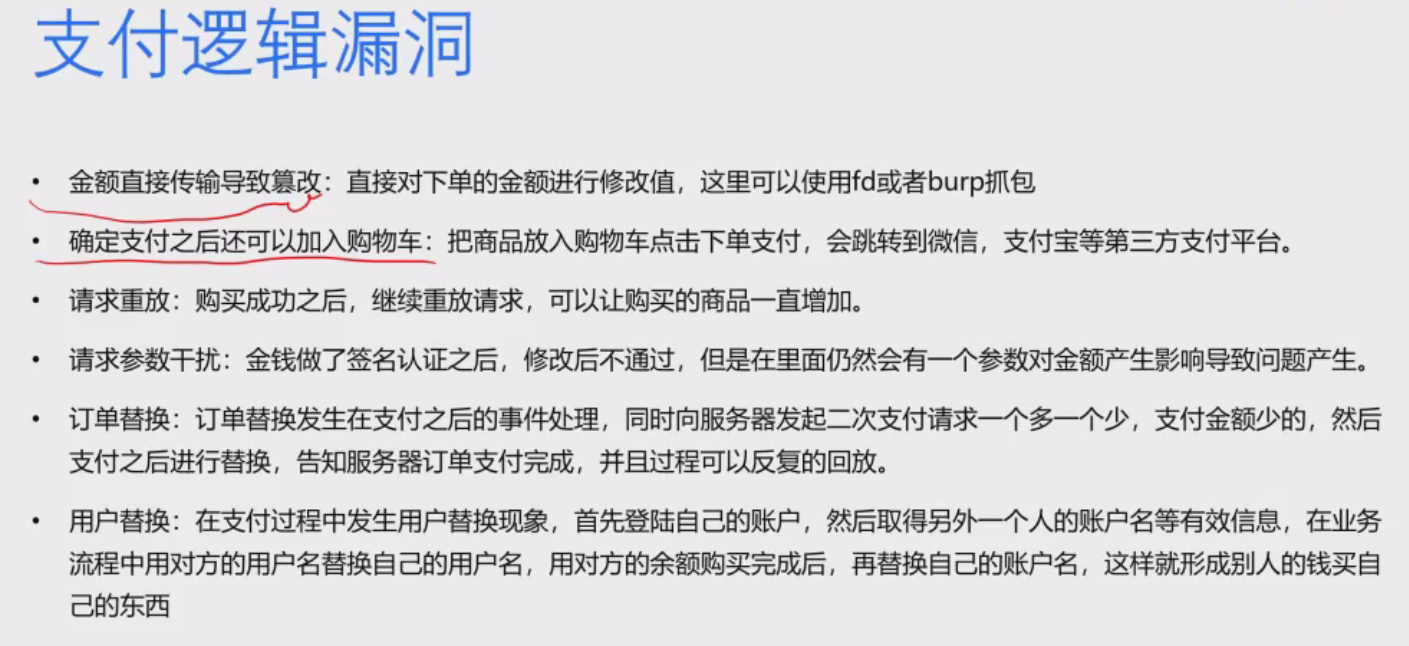 支付逻辑漏洞
• 金额直接传输导致篡改：直接对下单的金额进行修改值，这里可以使用fd或者burp抓包
• 确定支付之后还可以加入购物车：把商品放入购物车点击下单支付，会跳转到微信，支付宝等第三方支付平台。
• 请求重放：购买成功之后，继续重放请求，可以让购买的商品一直增加。
• 请求参数干扰：金钱做了签名认证之后，修改后不通过，但是在里面仍然会有一个参数对金额产生影响导致问题产生。
• 订单替换：订单替换发生在支付之后的事件处理，同时向服务器发起二次支付请求一个多一个少，支付金额少的，然后
支付之后进行替换，告知服务器订单支付完成，并且过程可以反复的回放。
• 用户替换：在支付过程中发生用户替换现象，首先登陆自己的账户，然后取得另外一个人的账户名等有效信息，在业务
流程中用对方的用户名替换自己的用户名，用对方的余额购买完成后，再替换自己的账户名，这样就形成别人的钱买自
己的东西